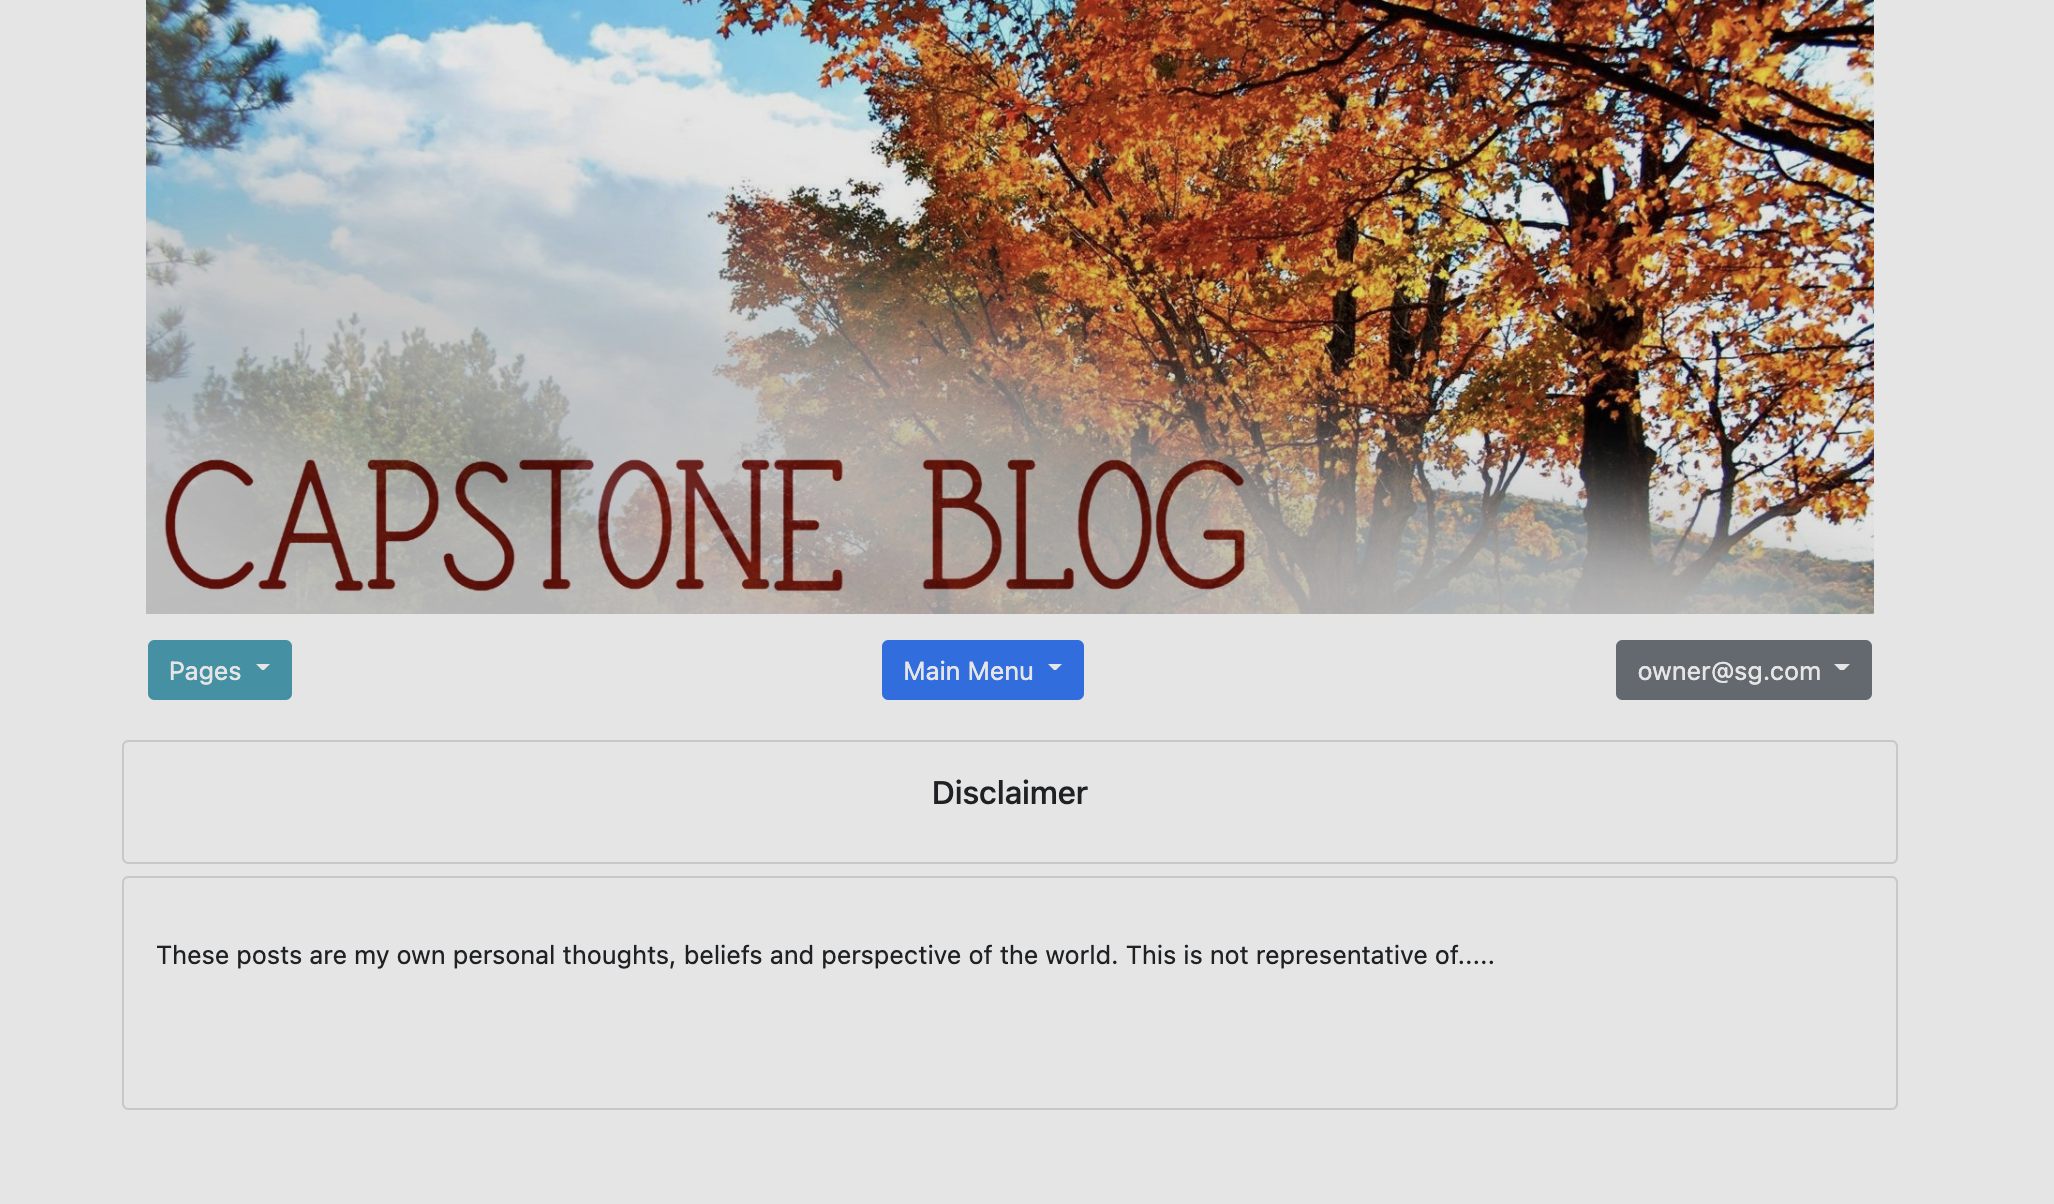 CAPSTONE BLOG
Pages
Main Menu
owner@sg.com
Disclaimer
These posts are my own personal thoughts, beliefs and perspective of the world. This is not representative of.....